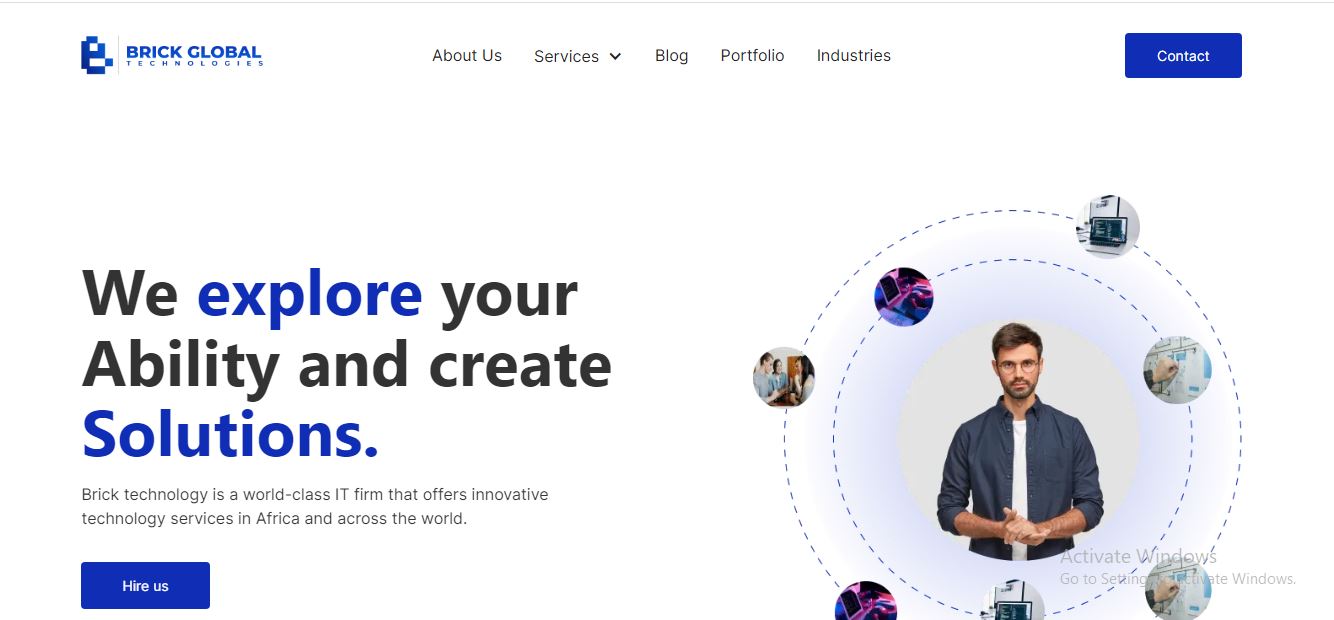 BRICK GLOBAL
TECHNOLOGIES
About Us
Services
Blog
Portfolio
Industries
Contact
We explore your
Ability and create
Solutions.
Brick technology is a world-class IT firm that offers innovative
technology services in Africa and across the world.
Hire us
Activate Windows
Go to Settings to activate Windows.